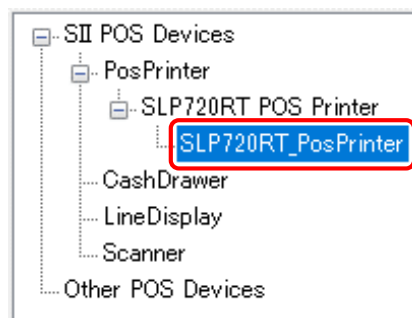 SII POS Devices
PosPrinter
SLP720RT POS Printer
SLP720RT_PosPrinter
CashDrawer
LineDisplay
Scanner
Other POS Devices